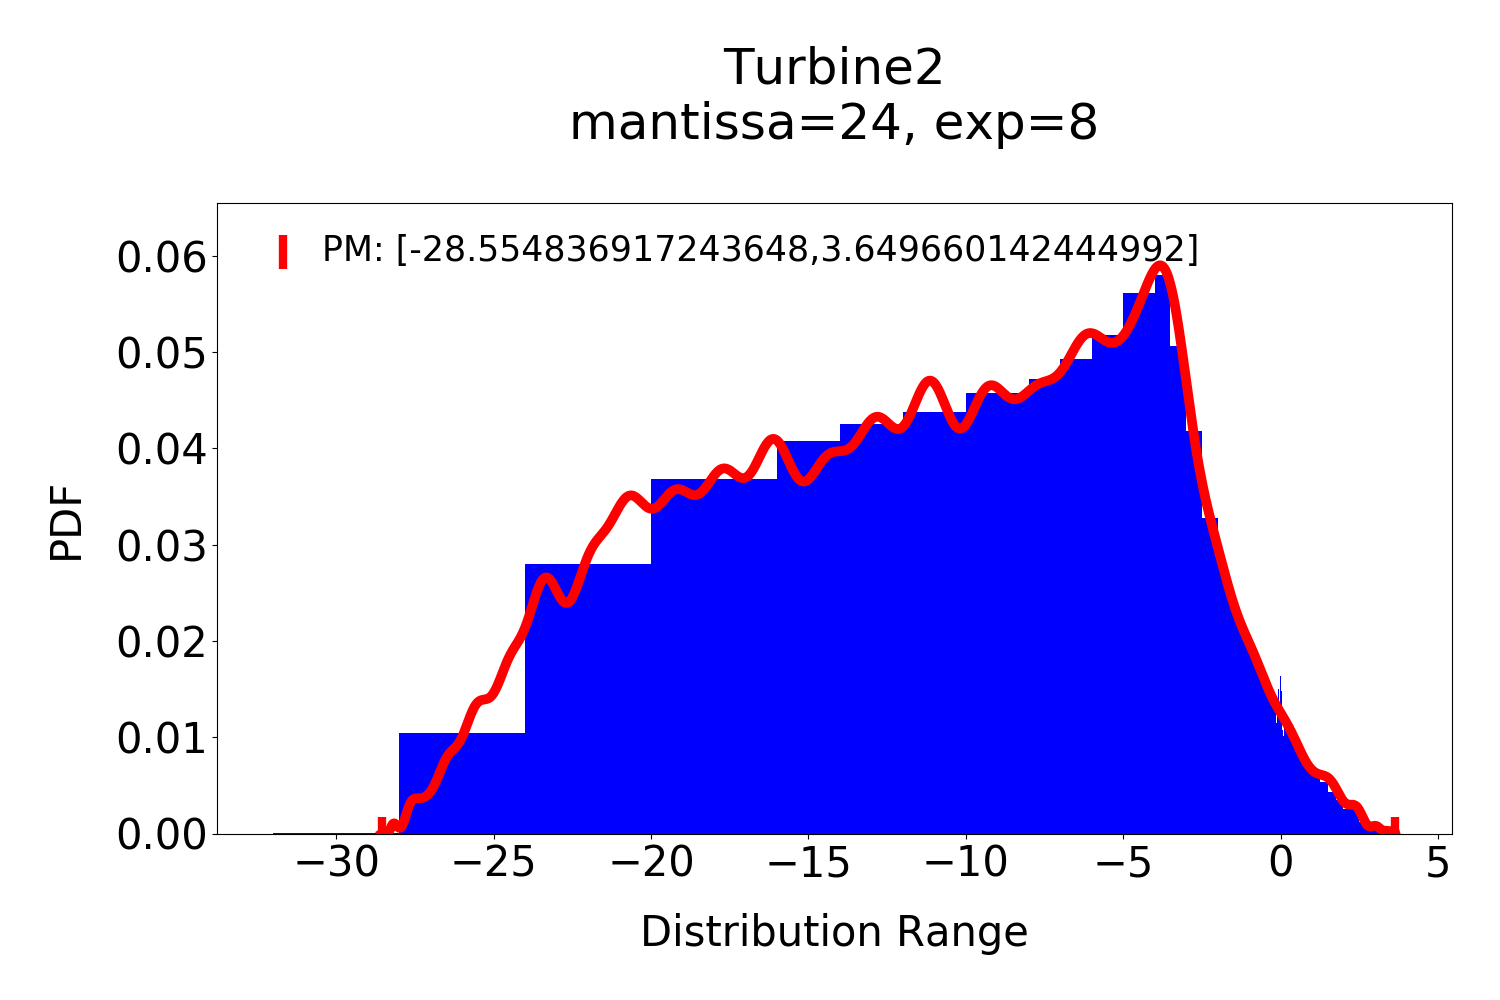 Turbine2
mantissa=24, exp=8
PM: [-28.554836917243648,3.649660142444992]
0.06
0.05
0.04
0.03
0.02
0.01
0.00
PDF
−30 −25 −20 −15 −10 −5 0 5
Distribution Range